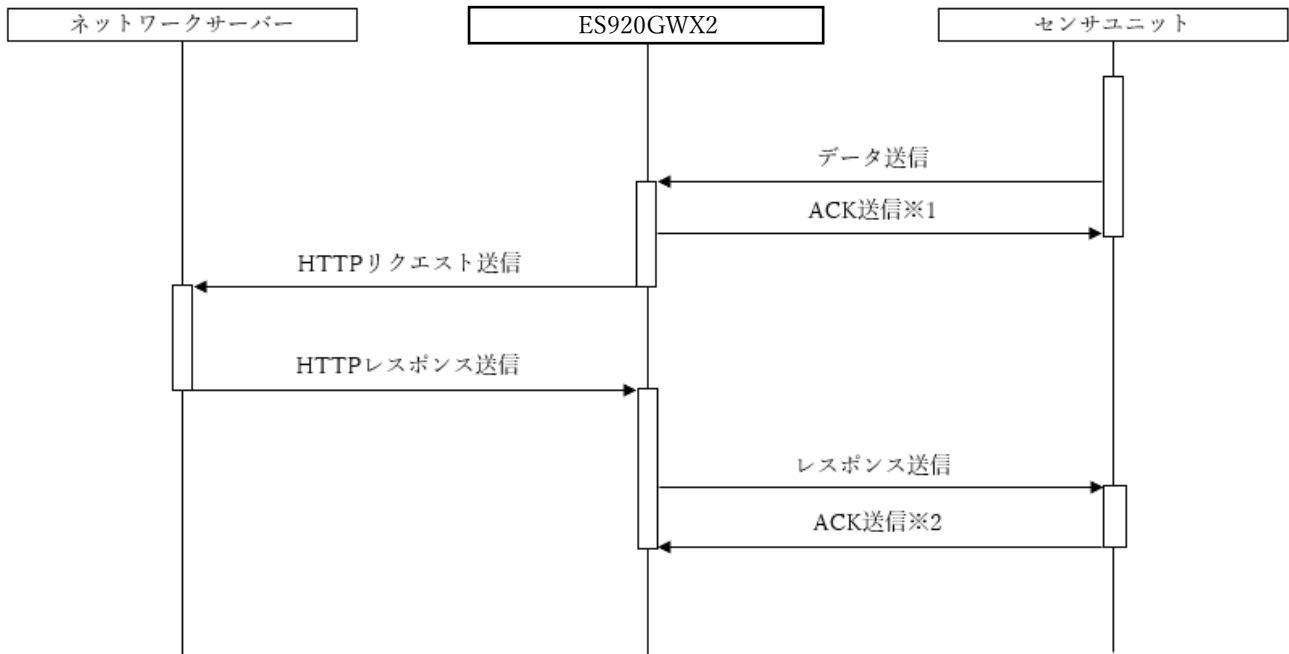 ネットワークサーバー
ES920GWX2
センサユニット
データ送信
ACK送信※1
HTTPリクエスト送信
HTTPレスポンス送信
レスポンス送信
ACK送信※2